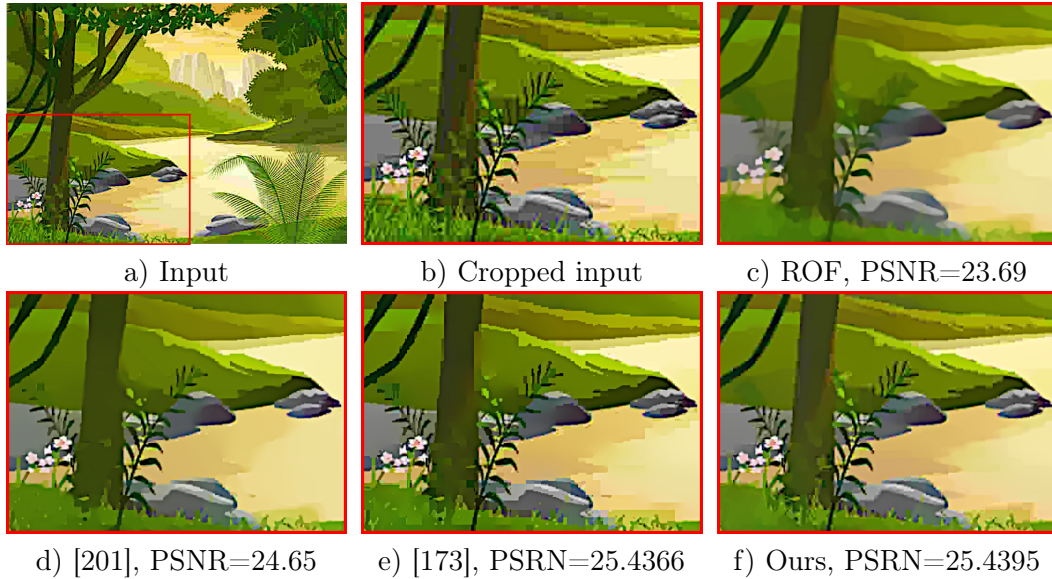 a) Input
b) Cropped input
c) ROF, PSNR=23.69
d) [201], PSNR=24.65
e) [173], PSRN=25.4366
f) Ours, PSRN=25.4395